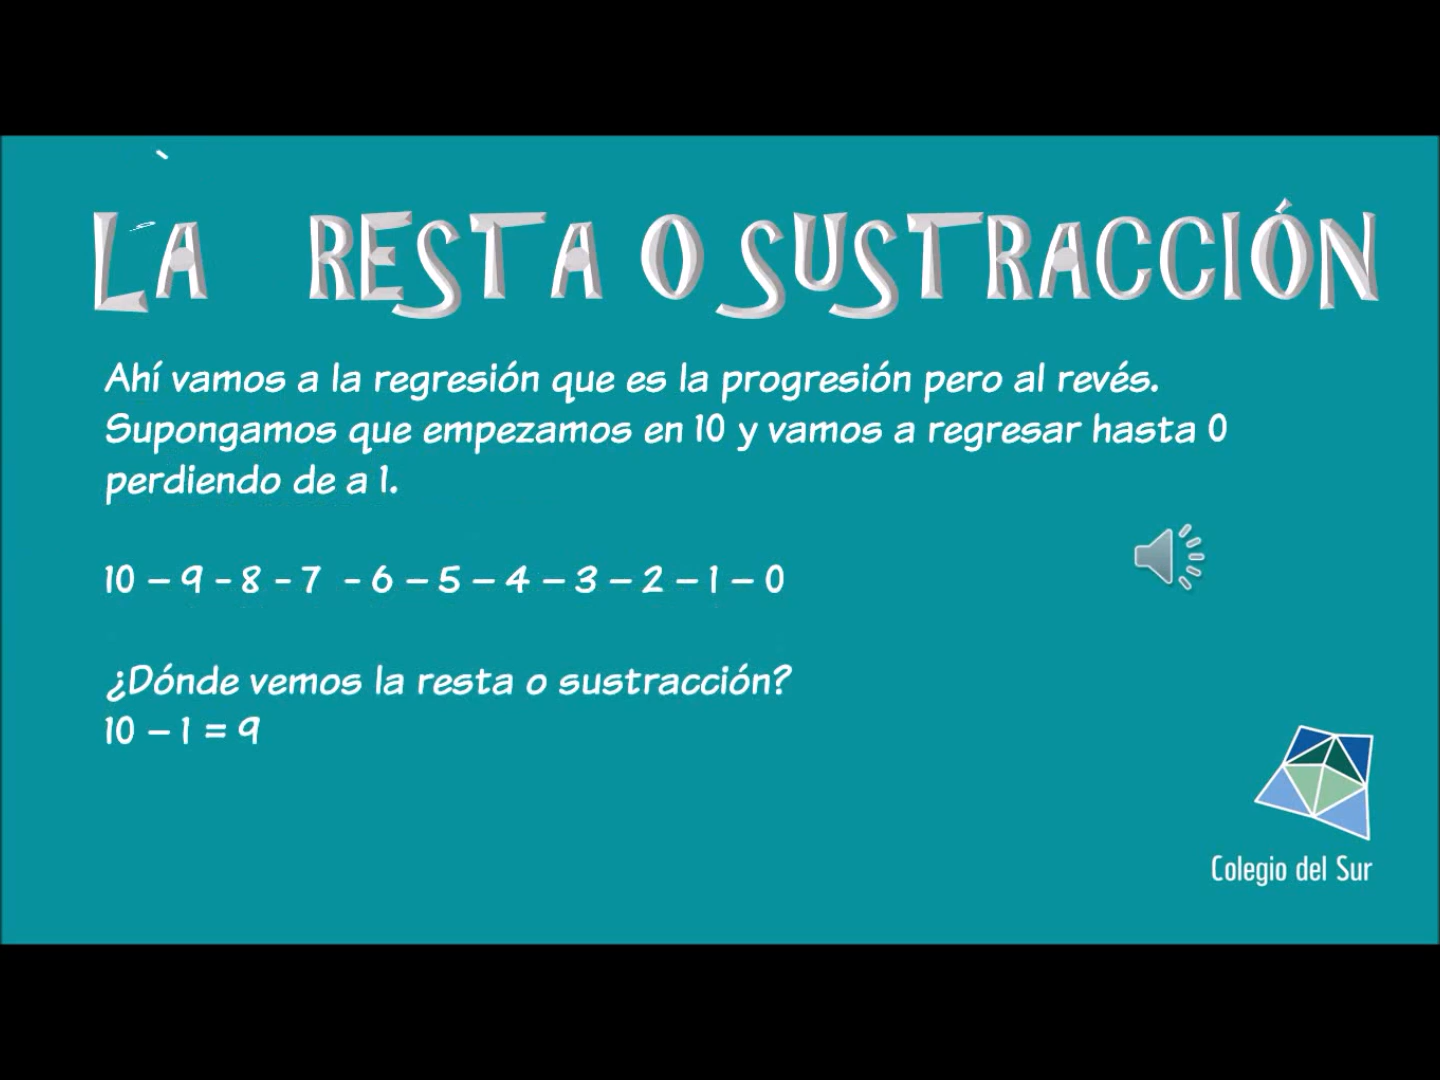 LA RESTA O SUSTRACCIÓN
Ahí vamos a la regresión que es la progresión pero al revés.
Supongamos que empezamos en 10 y vamos a regresar hasta 0
perdiendo de a 1.
10 – 9 - 8 - 7  - 6 – 5 – 4 – 3 – 2 – 1 – 0
¿Dónde vemos la resta o sustracción?
10 – 1 = 9
Colegio del Sur